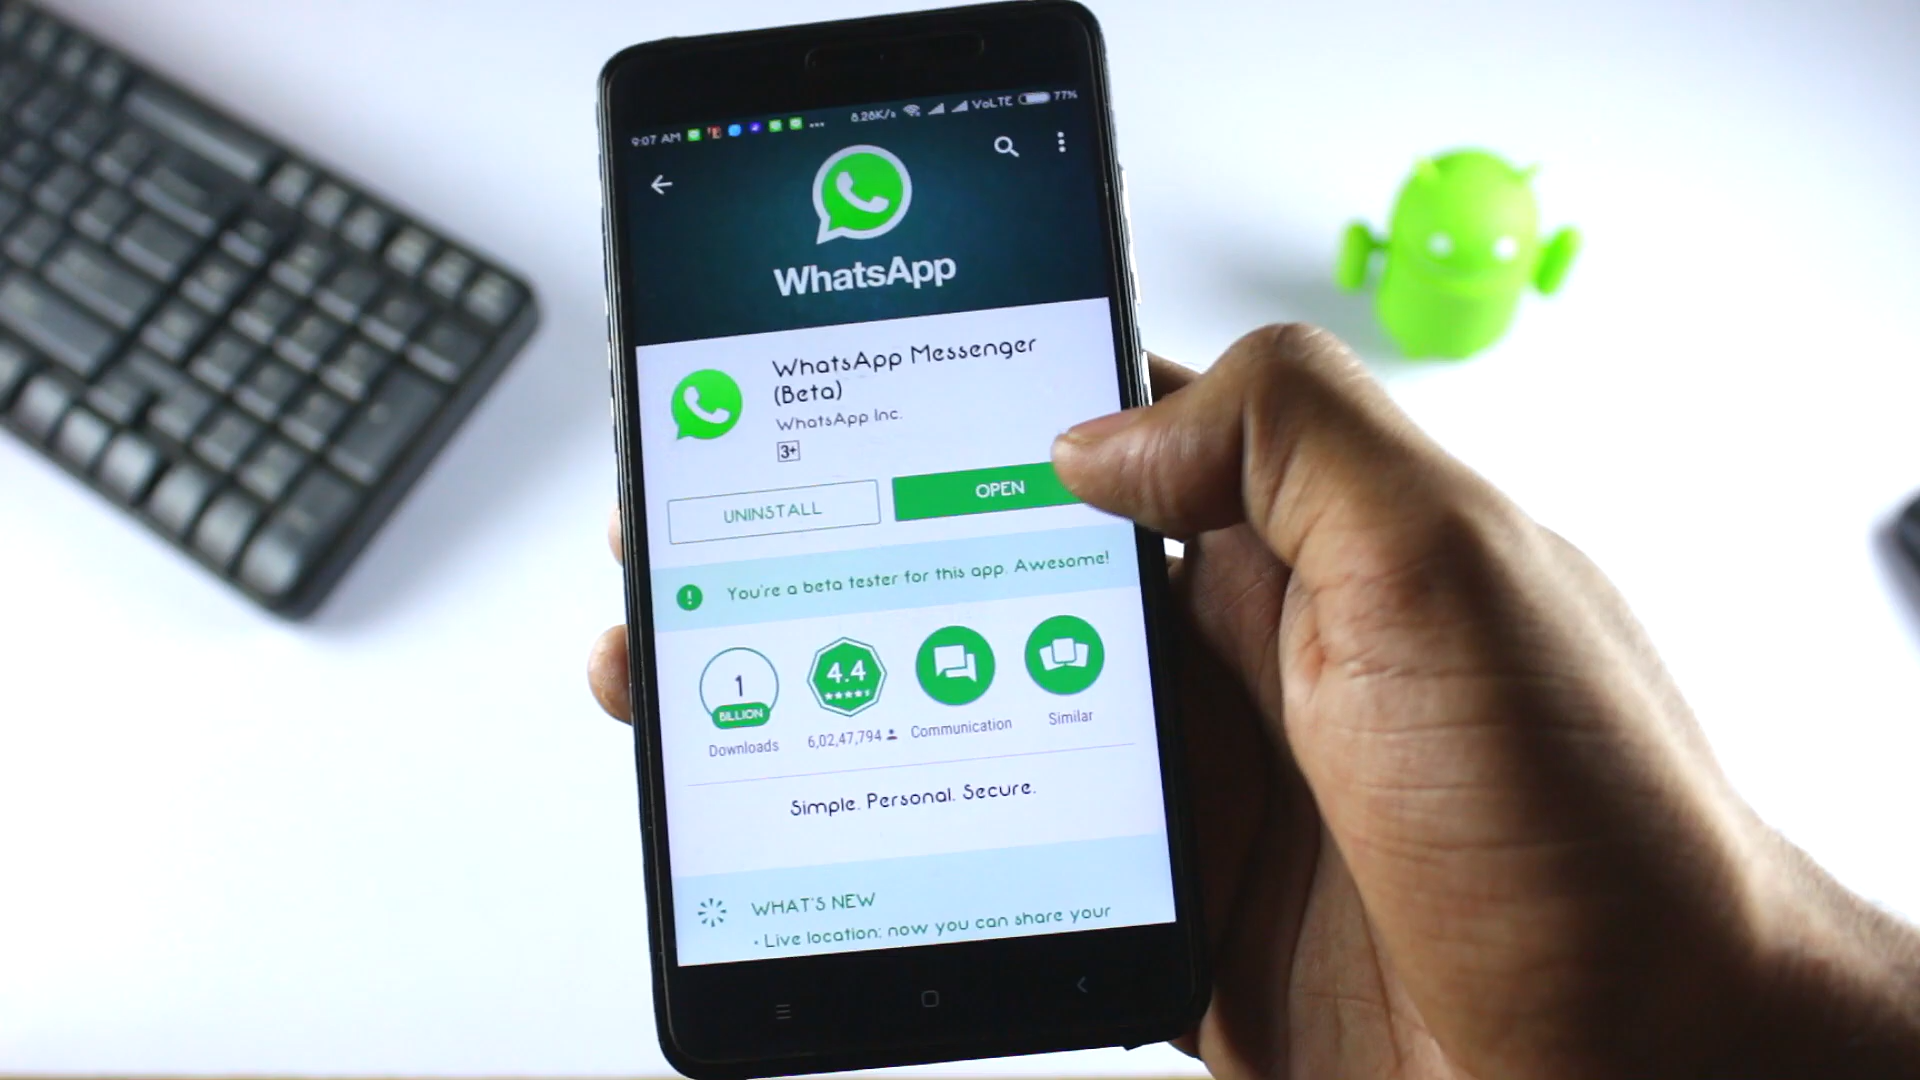 9:07 AM ... 8.28K/s VoLTE 77%
WhatsApp
WhatsApp Messenger
(Beta)
WhatsApp Inc.
3+
UNINSTALL
OPEN
You're a beta tester for this app. Awesome!
1
BILLION
Downloads
4.4
6,02,47,794
Communication
Similar
Simple. Personal. Secure.
WHAT'S NEW
• Live location: now you can share your